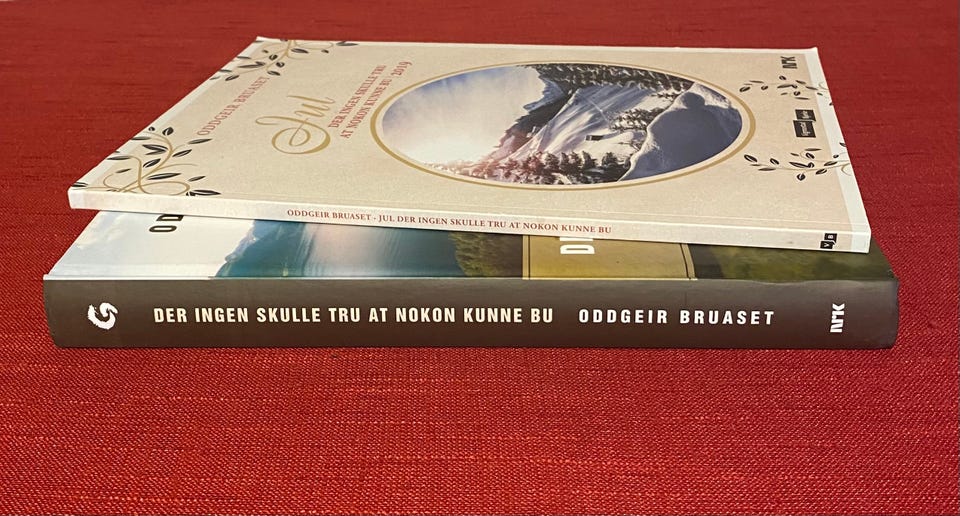 ODDGEIR BRUASET
Jul
DER INGEN SKULLE TRU
AT NOKON KUNNE BU 2019
NRK
ODDGEIR BRUASET · JUL DER INGEN SKULLE TRU AT NOKON KUNNE BU
VJB
DER INGEN SKULLE TRU AT NOKON KUNNE BU ODDGEIR BRUASET
NRK